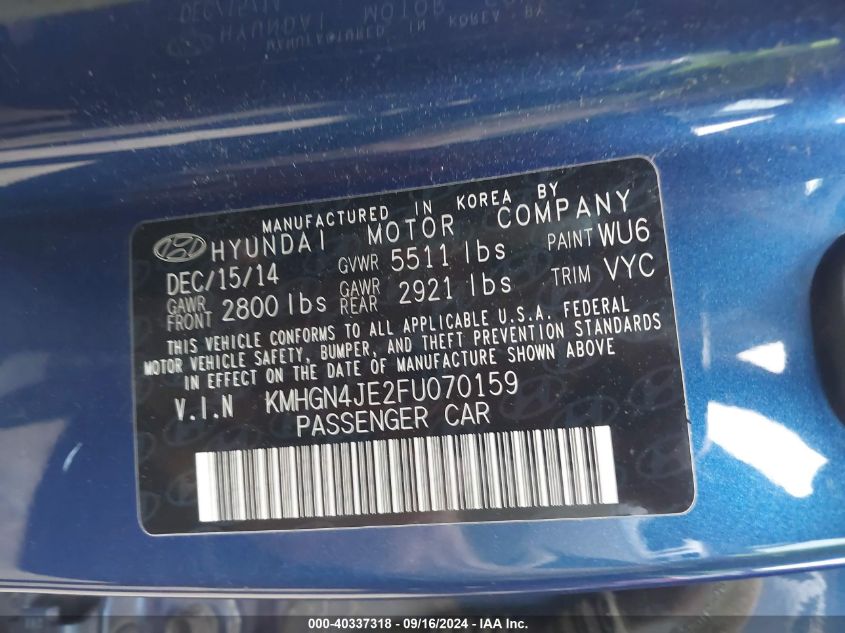 MANUFACTURED IN KOREA BY
HYUNDAI MOTOR COMPANY
DEC/15/14 GVWR 5511 lbs PAINT WU6
GAWR FRONT 2800 lbs GAWR REAR 2921 lbs TRIM VYC
THIS VEHICLE CONFORMS TO ALL APPLICABLE U.S.A. FEDERAL
MOTOR VEHICLE SAFETY, BUMPER, AND THEFT PREVENTION STANDARDS
IN EFFECT ON THE DATE OF MANUFACTURE SHOWN ABOVE
V.I.N KMHGN4JE2FU070159
PASSENGER CAR
000-40337318 - 09/16/2024 - IAA Inc.